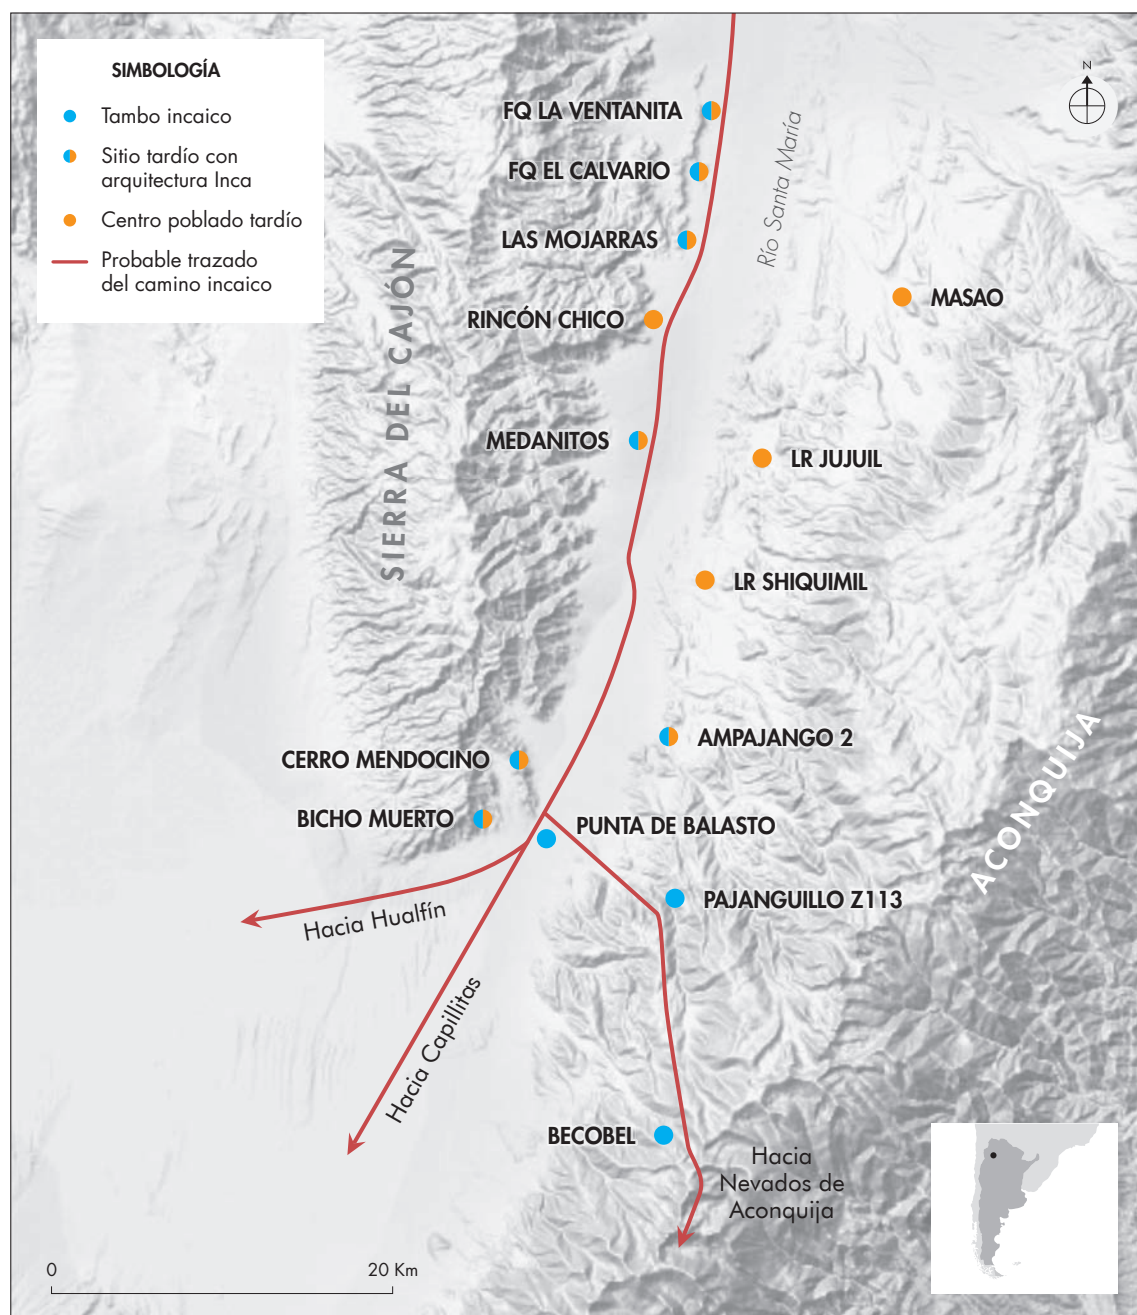 SIMBOLOGÍA
Tambo incaico
Sitio tardío con
arquitectura Inca
Centro poblado tardío
Probable trazado
del camino incaico
N
FQ LA VENTANITA
FQ EL CALVARIO
LAS MOJARRAS
Río Santa María
MASAO
RINCÓN CHICO
SIERRA DEL CAJÓN
MEDANITOS
LR JUJUIL
LR SHIQUIMIL
AMPAJANGO 2
ACONQUIJA
CERRO MENDOCINO
BICHO MUERTO
PUNTA DE BALASTO
PAJANGUILLO Z113
Hacia Hualfín
Hacia Capillitas
BECOBEL
Hacia
Nevados de
Aconquija
0
20 Km